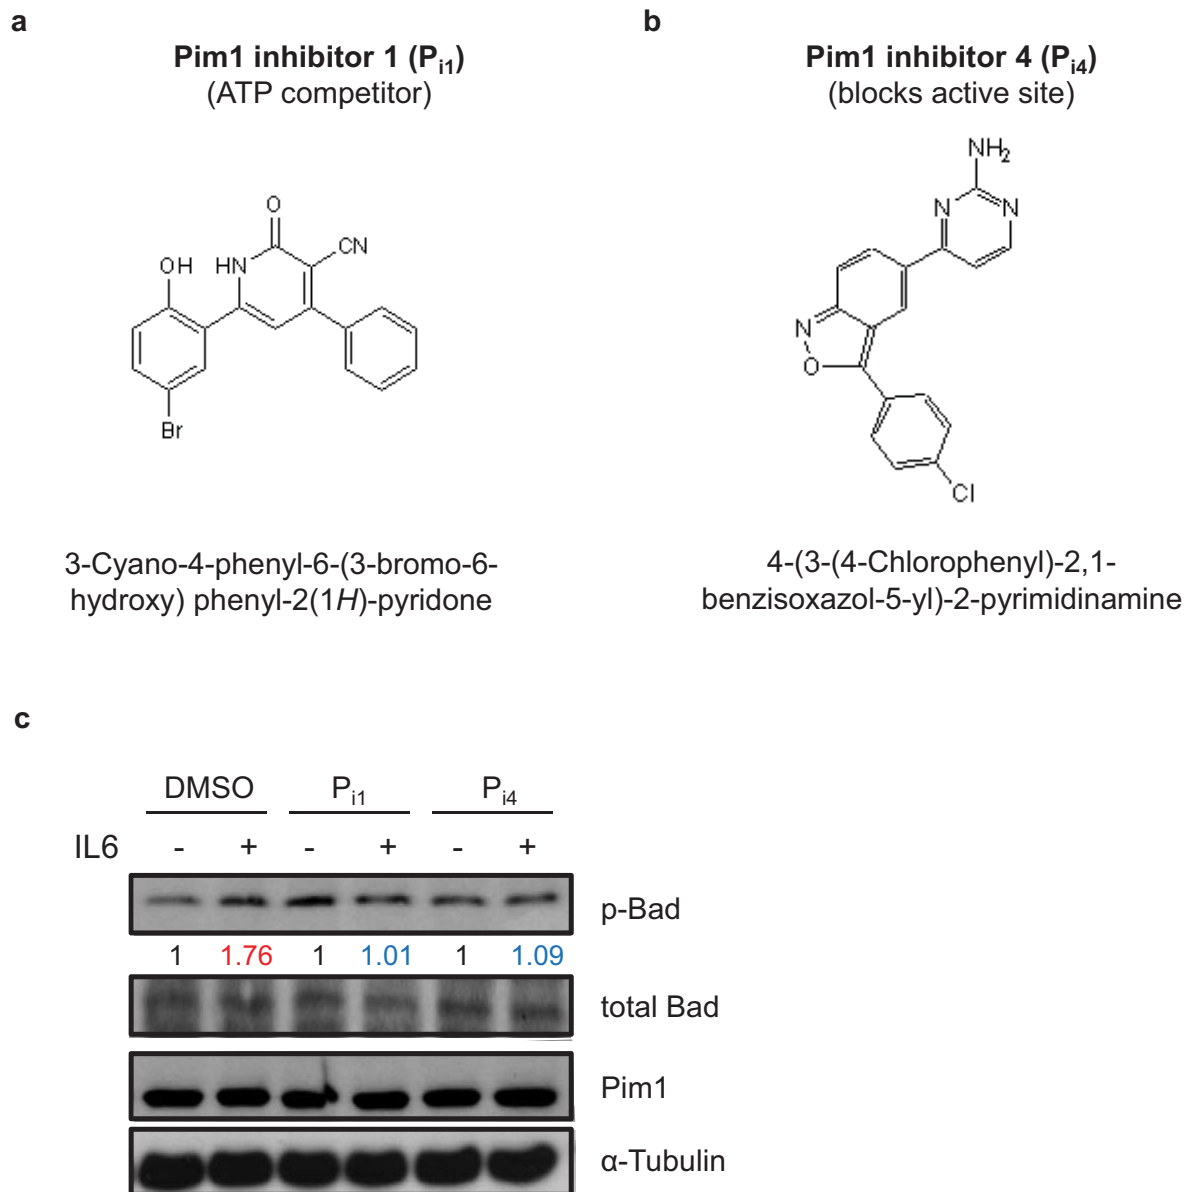 a
Pim1 inhibitor 1 (Pi1)
(ATP competitor)
O
HN
CN
OH
Br
3-Cyano-4-phenyl-6-(3-bromo-6-
hydroxy) phenyl-2(1H)-pyridone
b
Pim1 inhibitor 4 (Pi4)
(blocks active site)
NH2
N
N
N
O
Cl
4-(3-(4-Chlorophenyl)-2,1-
benzisoxazol-5-yl)-2-pyrimidinamine
c
DMSO Pi1 Pi4
IL6 - + - + - +
p-Bad
1 1.76 1 1.01 1 1.09
total Bad
Pim1
α-Tubulin